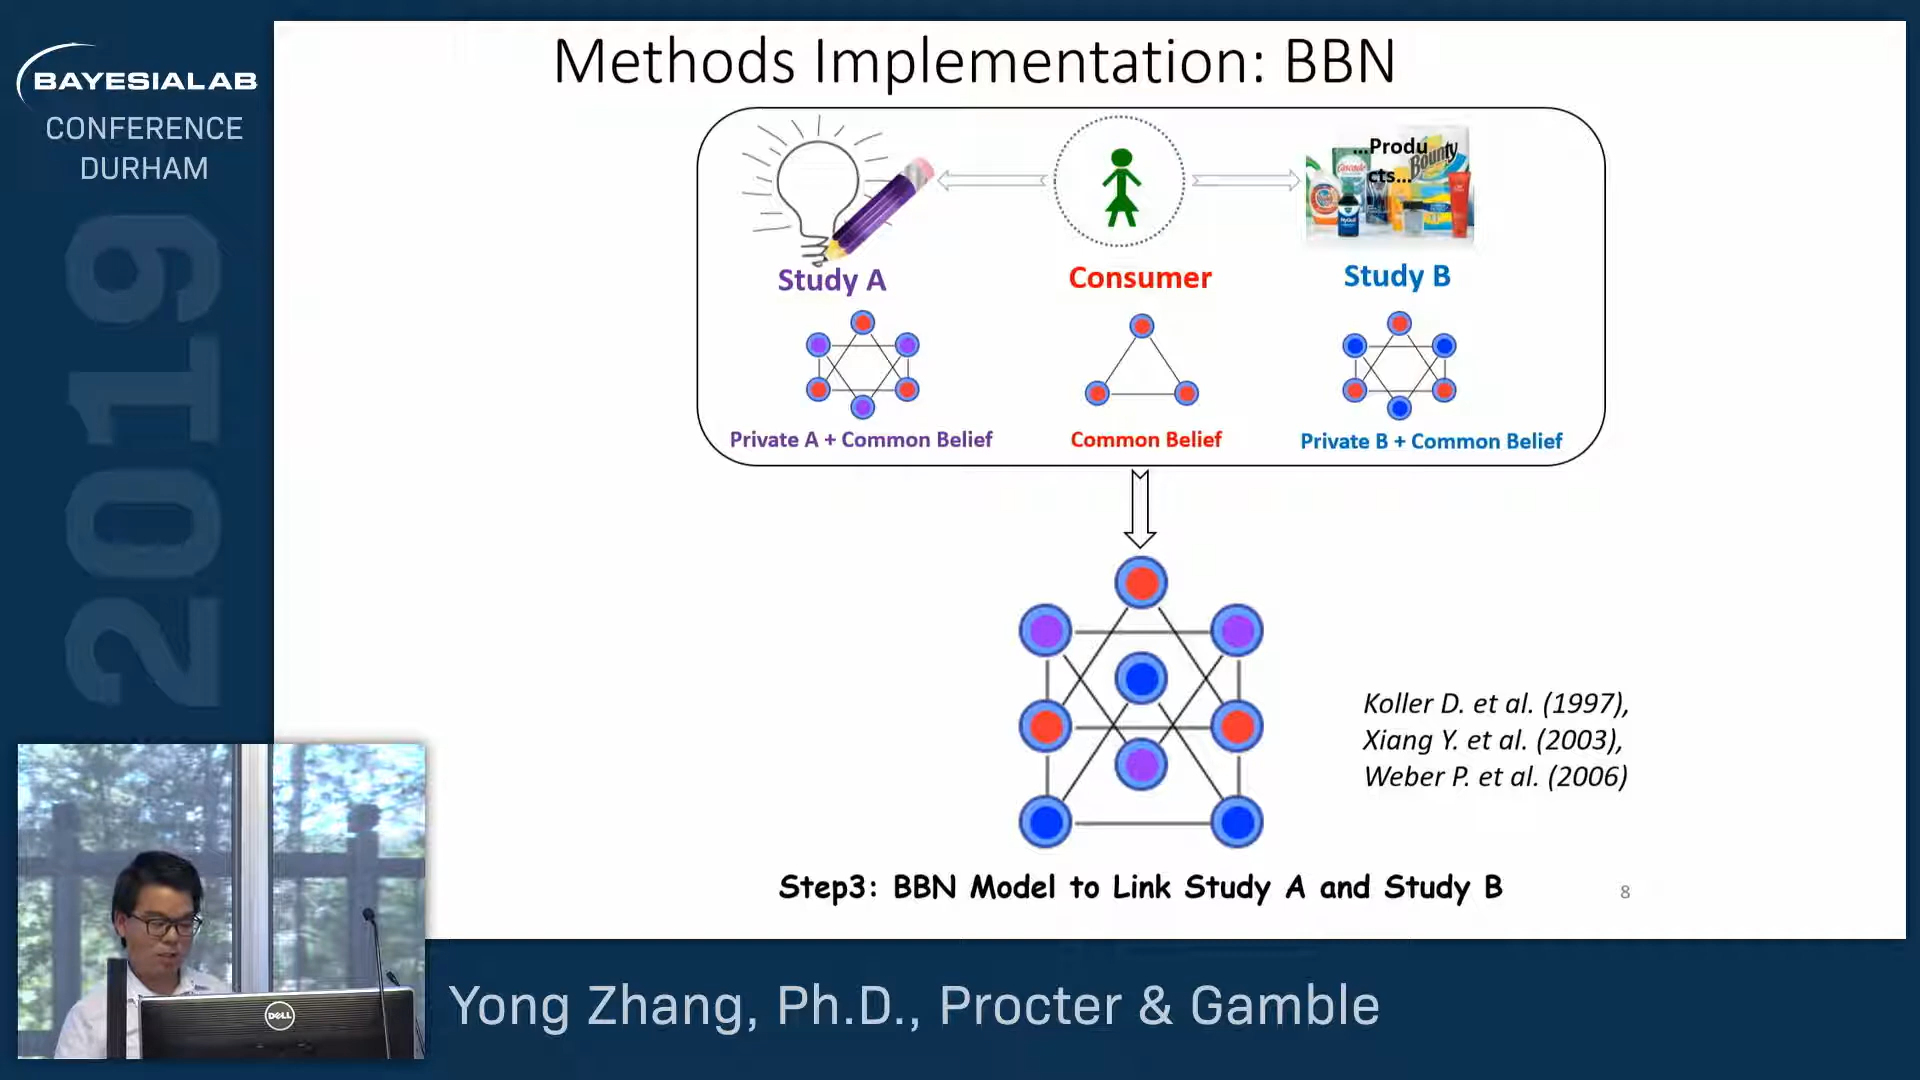 BAYESIALAB
CONFERENCE
DURHAM
2019
Methods Implementation: BBN
...Produ
cts...
Bounty
Cascade
Study A
Consumer
Study B
Private A + Common Belief
Common Belief
Private B + Common Belief
Koller D. et al. (1997),
Xiang Y. et al. (2003),
Weber P. et al. (2006)
Step3: BBN Model to Link Study A and Study B
8
DELL
Yong Zhang, Ph.D., Procter & Gamble